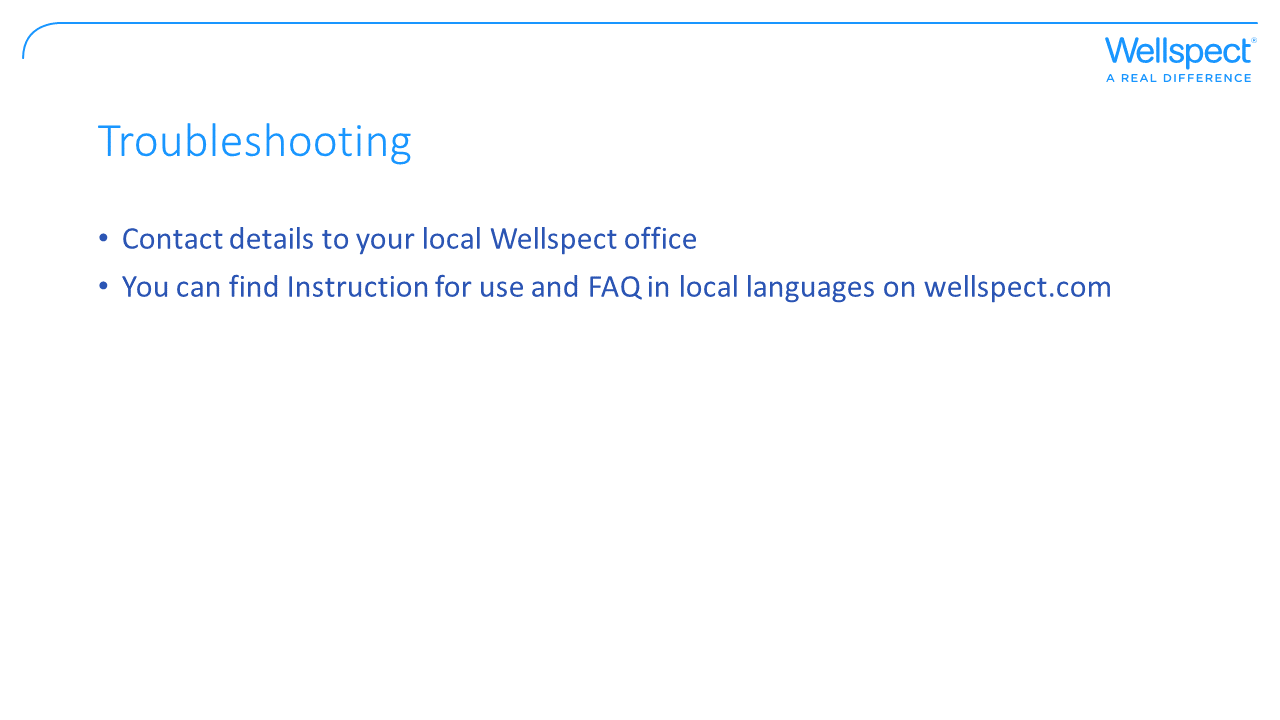 Wellspect®
A REAL DIFFERENCE
Troubleshooting
• Contact details to your local Wellspect office
• You can find Instruction for use and FAQ in local languages on wellspect.com